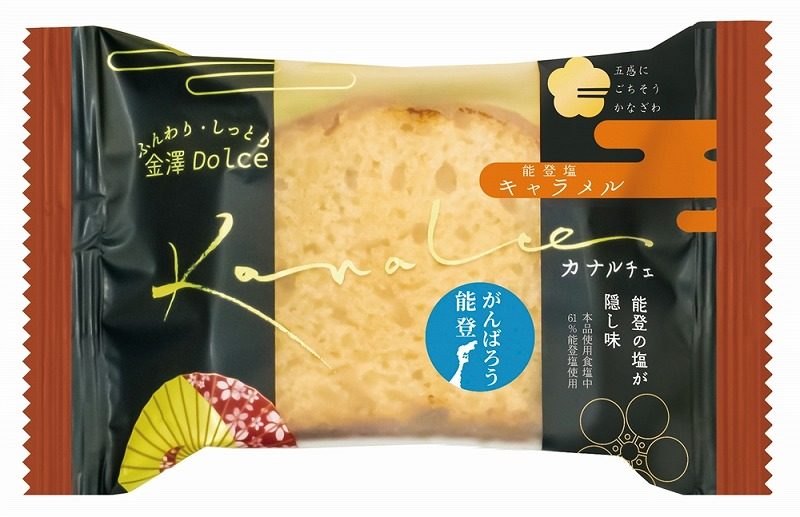 ふんわり・しっとり
金澤 Dolce
Kanalce
五感に
ごちそう
かなざわ
能登塩
キャラメル
カナルチェ
がんばろう
能登
能登の塩が
隠し味
本品使用食塩中
61%能登塩使用